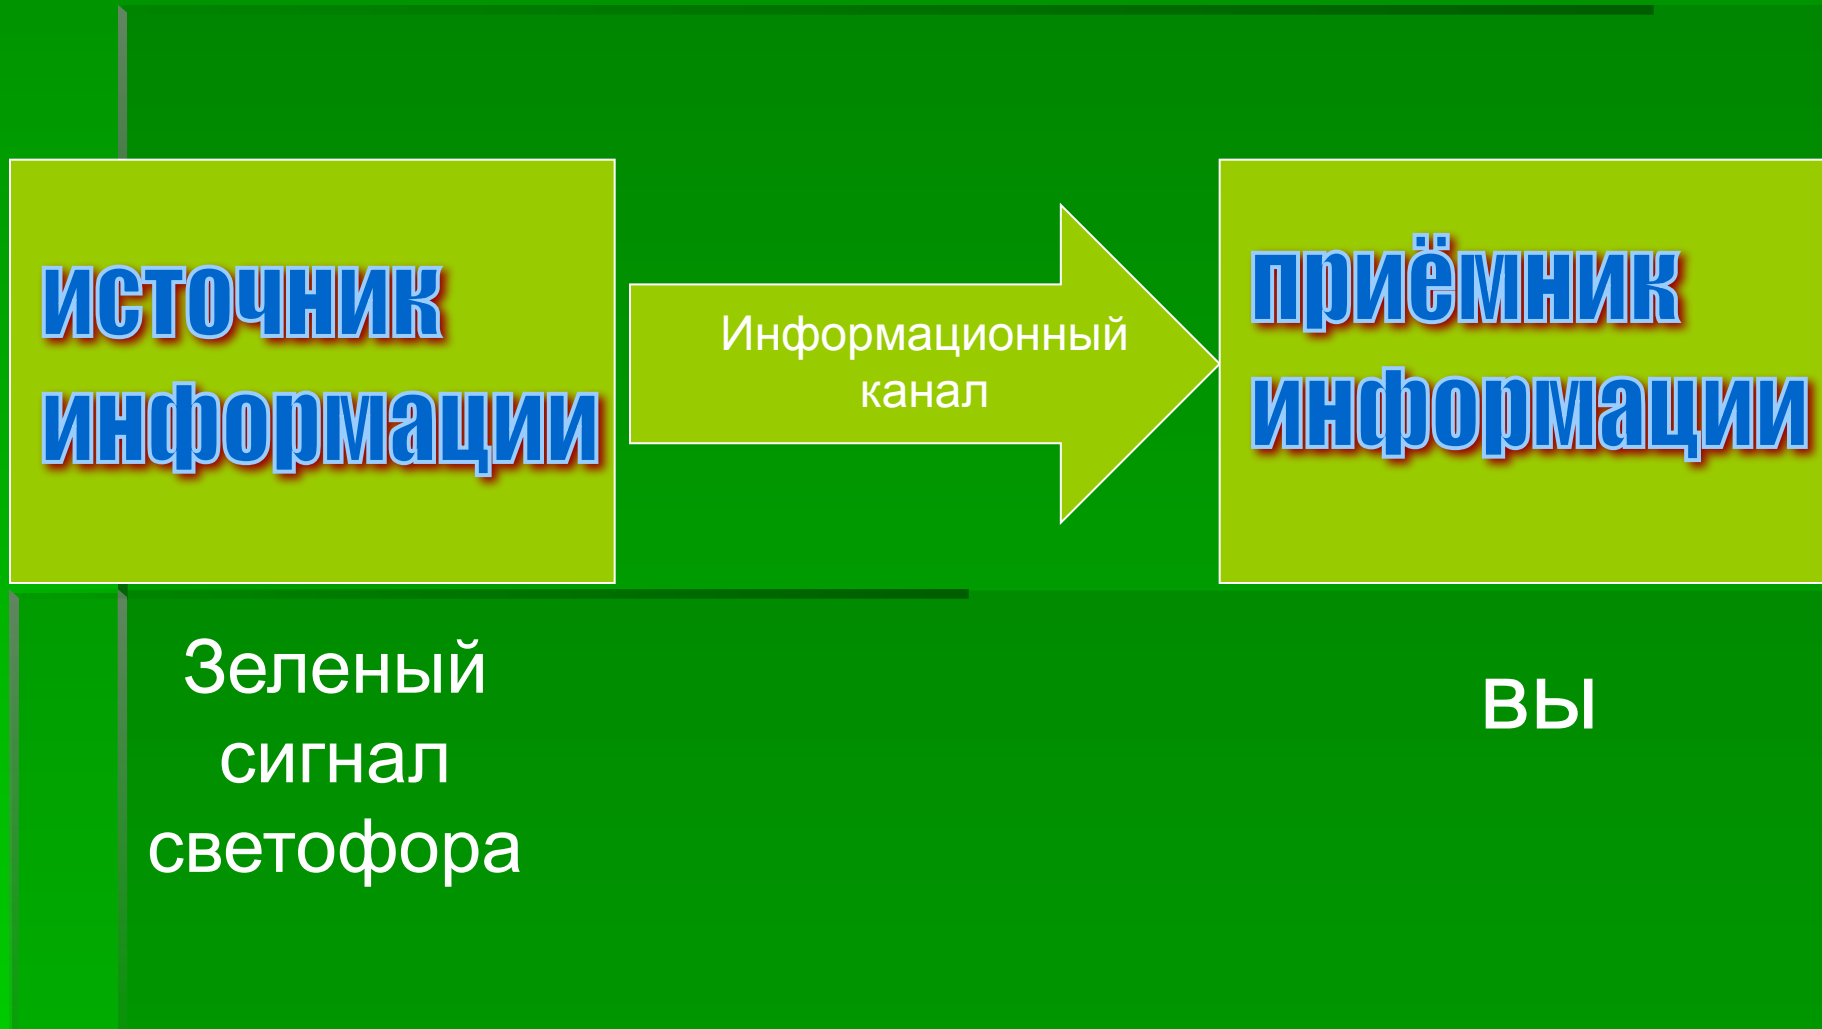 источник
информации
Информационный
канал
приёмник
информации
Зеленый
сигнал
светофора
вы